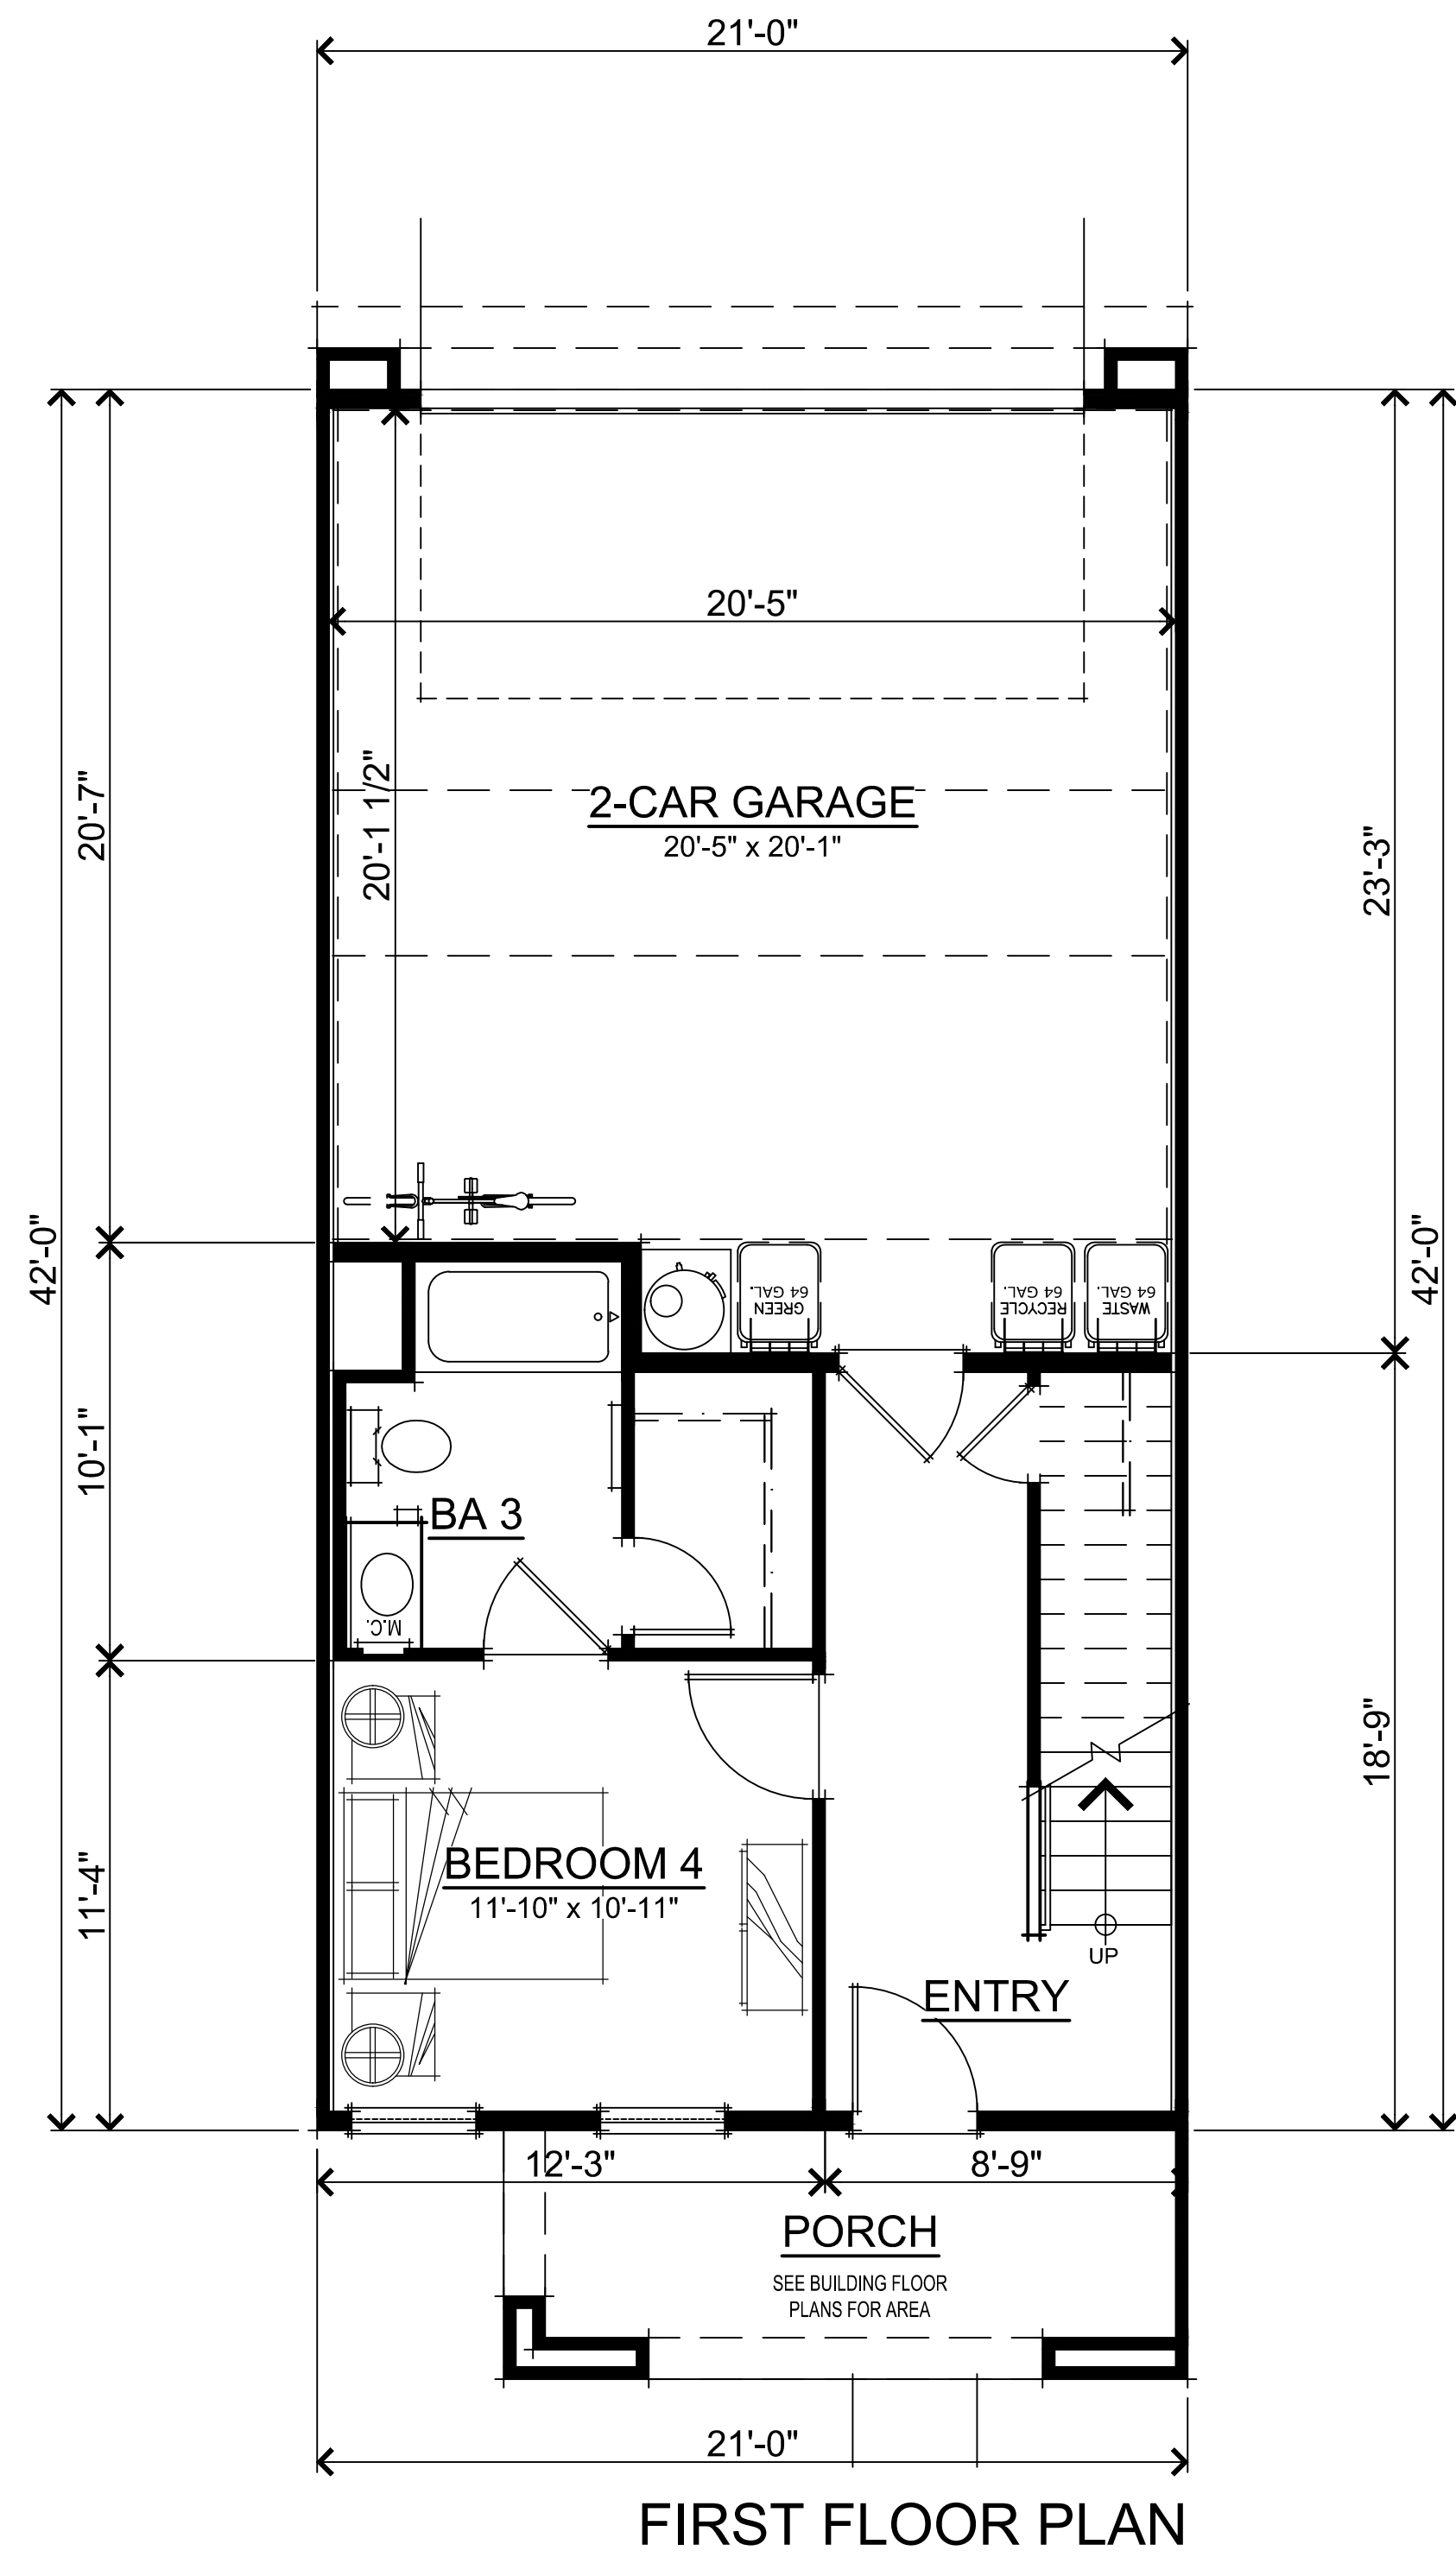 21'-0"
20'-5"
20'-1 1/2"
2-CAR GARAGE
20'-5" x 20'-1"
20'-7"
23'-3"
42'-0"
42'-0"
64 GAL.
GREEN
64 GAL.
RECYCLE
64 GAL.
WASTE
10'-1"
BA 3
M.C.
18'-9"
11'-4"
BEDROOM 4
11'-10" x 10'-11"
UP
ENTRY
12'-3"
8'-9"
PORCH
SEE BUILDING FLOOR
PLANS FOR AREA
21'-0"
FIRST FLOOR PLAN